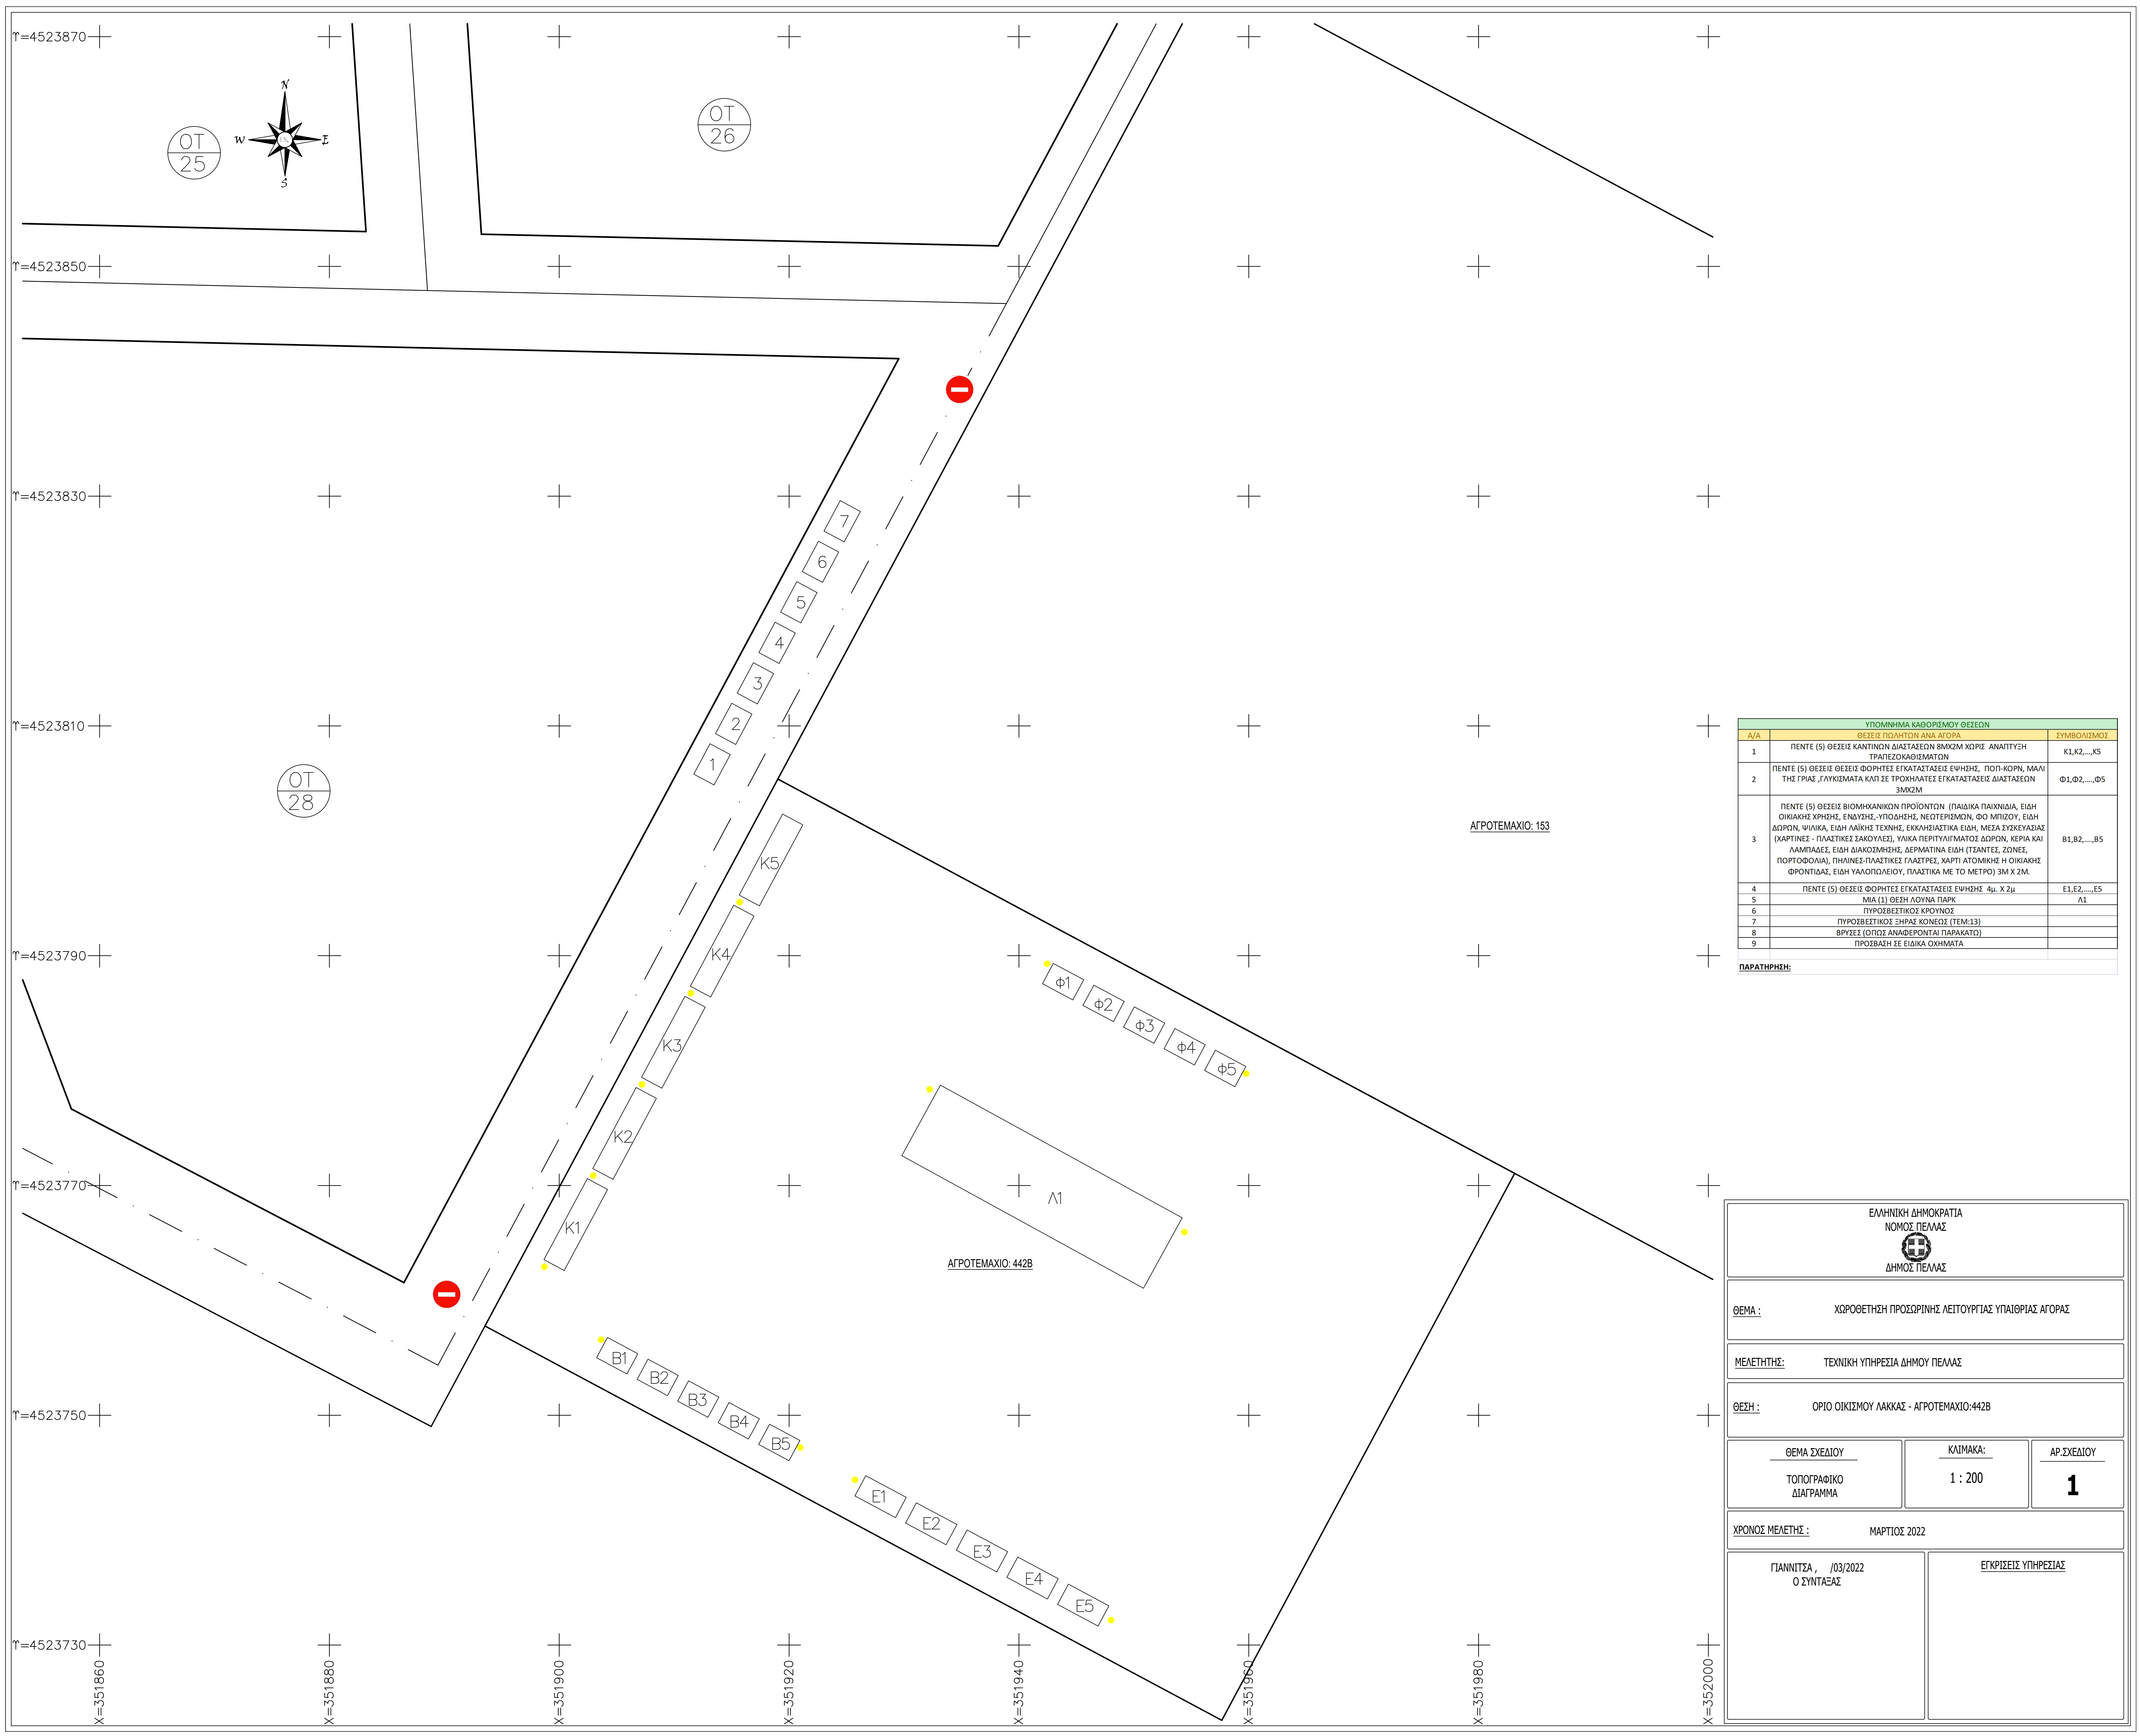 Υ=4523870
N
W
E
S
ΟΤ
25
ΟΤ
26
Υ=4523850
Υ=4523830
7
6
5
4
3
2
1
Υ=4523810
ΟΤ
28
ΑΓΡΟΤΕΜΑΧΙΟ: 153
ΥΠΟΜΝΗΜΑ ΚΑΘΟΡΙΣΜΟΥ ΘΕΣΕΩΝ
Α/Α ΘΕΣΕΙΣ ΠΩΛΗΤΩΝ ΑΝΑ ΑΓΟΡΑ ΣΥΜΒΟΛΙΣΜΟΣ
1 ΠΕΝΤΕ (5) ΘΕΣΕΙΣ ΚΑΝΤΙΝΩΝ ΔΙΑΣΤΑΣΕΩΝ 8ΜΧ2Μ ΧΩΡΙΣ ΑΝΑΠΤΥΞΗ
ΤΡΑΠΕΖΟΚΑΘΙΣΜΑΤΩΝ Κ1,Κ2,...,Κ5
2 ΠΕΝΤΕ (5) ΘΕΣΕΙΣ ΘΕΣΕΙΣ ΦΟΡΗΤΕΣ ΕΓΚΑΤΑΣΤΑΣΕΙΣ ΕΨΗΣΗΣ, ΠΟΠ-ΚΟΡΝ, ΜΑΛΙ
ΤΗΣ ΓΡΙΑΣ ,ΓΛΥΚΙΣΜΑΤΑ ΚΛΠ ΣΕ ΤΡΟΧΗΛΑΤΕΣ ΕΓΚΑΤΑΣΤΑΣΕΙΣ ΔΙΑΣΤΑΣΕΩΝ Φ1,Φ2,....,Φ5
3ΜΧ2Μ
3 ΠΕΝΤΕ (5) ΘΕΣΕΙΣ ΒΙΟΜΗΧΑΝΙΚΩΝ ΠΡΟΪΟΝΤΩΝ (ΠΑΙΔΙΚΑ ΠΑΙΧΝΙΔΙΑ, ΕΙΔΗ
ΟΙΚΙΑΚΗΣ ΧΡΗΣΗΣ, ΕΝΔΥΣΗΣ,-ΥΠΟΔΗΣΗΣ, ΝΕΩΤΕΡΙΣΜΩΝ, ΦΟ ΜΠΙΖΟΥ, ΕΙΔΗ
ΔΩΡΩΝ, ΨΙΛΙΚΑ, ΕΙΔΗ ΛΑΪΚΗΣ ΤΕΧΝΗΣ, ΕΚΚΛΗΣΙΑΣΤΙΚΑ ΕΙΔΗ, ΜΕΣΑ ΣΥΣΚΕΥΑΣΙΑΣ
(ΧΑΡΤΙΝΕΣ - ΠΛΑΣΤΙΚΕΣ ΣΑΚΟΥΛΕΣ), ΥΛΙΚΑ ΠΕΡΙΤΥΛΙΓΜΑΤΟΣ ΔΩΡΩΝ, ΚΕΡΙΑ ΚΑΙ Β1,Β2,....,Β5
ΛΑΜΠΑΔΕΣ, ΕΙΔΗ ΔΙΑΚΟΣΜΗΣΗΣ, ΔΕΡΜΑΤΙΝΑ ΕΙΔΗ (ΤΣΑΝΤΕΣ, ΖΩΝΕΣ,
ΠΟΡΤΟΦΟΛΙΑ), ΠΗΛΙΝΕΣ-ΠΛΑΣΤΙΚΕΣ ΓΛΑΣΤΡΕΣ, ΧΑΡΤΙ ΑΤΟΜΙΚΗΣ Η ΟΙΚΙΑΚΗΣ
ΦΡΟΝΤΙΔΑΣ, ΕΙΔΗ ΥΑΛΟΠΩΛΕΙΟΥ, ΠΛΑΣΤΙΚΑ ΜΕ ΤΟ ΜΕΤΡΟ) 3Μ Χ 2Μ.
4 ΠΕΝΤΕ (5) ΘΕΣΕΙΣ ΦΟΡΗΤΕΣ ΕΓΚΑΤΑΣΤΑΣΕΙΣ ΕΨΗΣΗΣ 4μ. Χ 2μ Ε1,Ε2,....,Ε5
5 ΜΙΑ (1) ΘΕΣΗ ΛΟΥΝΑ ΠΑΡΚ Λ1
6 ΠΥΡΟΣΒΕΣΤΙΚΟΣ ΚΡΟΥΝΟΣ
7 ΠΥΡΟΣΒΕΣΤΙΚΟΣ ΞΗΡΑΣ ΚΟΝΕΩΣ (ΤΕΜ:13)
8 ΒΡΥΣΕΣ (ΟΠΩΣ ΑΝΑΦΕΡΟΝΤΑΙ ΠΑΡΑΚΑΤΩ)
9 ΠΡΟΣΒΑΣΗ ΣΕ ΕΙΔΙΚΑ ΟΧΗΜΑΤΑ
ΠΑΡΑΤΗΡΗΣΗ:
Κ5
Κ4
Κ3
Κ2
Κ1
Υ=4523790
φ1
φ2
φ3
φ4
φ5
Λ1
Υ=4523770
ΑΓΡΟΤΕΜΑΧΙΟ: 442Β
Β1
Β2
Β3
Β4
Β5
Υ=4523750
Ε1
Ε2
Ε3
Ε4
Ε5
Υ=4523730
Χ=351860
Χ=351880
Χ=351900
Χ=351920
Χ=351940
Χ=351960
Χ=351980
Χ=352000
ΕΛΛΗΝΙΚΗ ΔΗΜΟΚΡΑΤΙΑ
ΝΟΜΟΣ ΠΕΛΛΑΣ
ΔΗΜΟΣ ΠΕΛΛΑΣ
ΘΕΜΑ : ΧΩΡΟΘΕΤΗΣΗ ΠΡΟΣΩΡΙΝΗΣ ΛΕΙΤΟΥΡΓΙΑΣ ΥΠΑΙΘΡΙΑΣ ΑΓΟΡΑΣ
ΜΕΛΕΤΗΤΗΣ: ΤΕΧΝΙΚΗ ΥΠΗΡΕΣΙΑ ΔΗΜΟΥ ΠΕΛΛΑΣ
ΘΕΣΗ : ΟΡΙΟ ΟΙΚΙΣΜΟΥ ΛΑΚΚΑΣ - ΑΓΡΟΤΕΜΑΧΙΟ:442Β
ΘΕΜΑ ΣΧΕΔΙΟΥ
ΤΟΠΟΓΡΑΦΙΚΟ
ΔΙΑΓΡΑΜΜΑ
ΚΛΙΜΑΚΑ:
1 : 200
ΑΡ.ΣΧΕΔΙΟΥ
1
ΧΡΟΝΟΣ ΜΕΛΕΤΗΣ : ΜΑΡΤΙΟΣ 2022
ΓΙΑΝΝΙΤΣΑ , /03/2022
Ο ΣΥΝΤΑΞΑΣ
ΕΓΚΡΙΣΕΙΣ ΥΠΗΡΕΣΙΑΣ